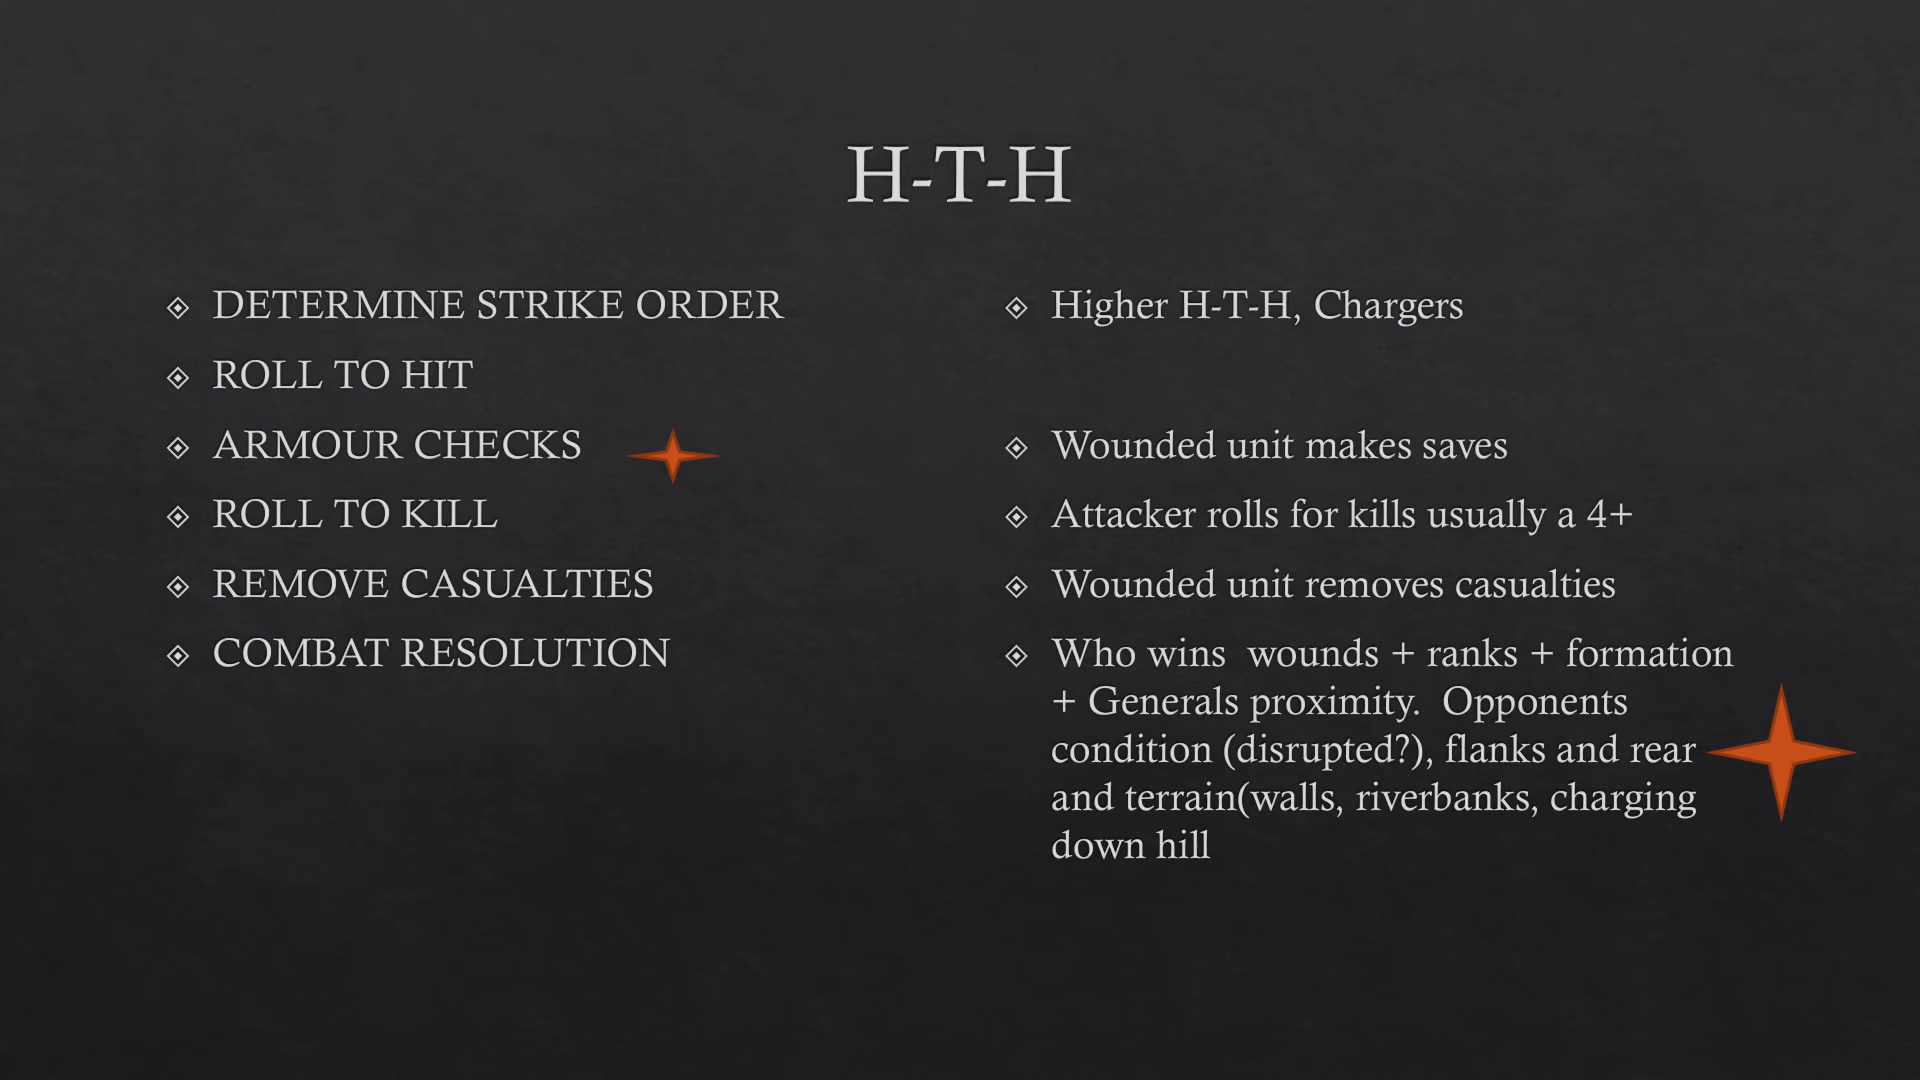 H-T-H
DETERMINE STRIKE ORDER
ROLL TO HIT
ARMOUR CHECKS
ROLL TO KILL
REMOVE CASUALTIES
COMBAT RESOLUTION
Higher H-T-H, Chargers
Wounded unit makes saves
Attacker rolls for kills usually a 4+
Wounded unit removes casualties
Who wins  wounds + ranks + formation
+ Generals proximity.  Opponents
condition (disrupted?), flanks and rear
and terrain(walls, riverbanks, charging
down hill